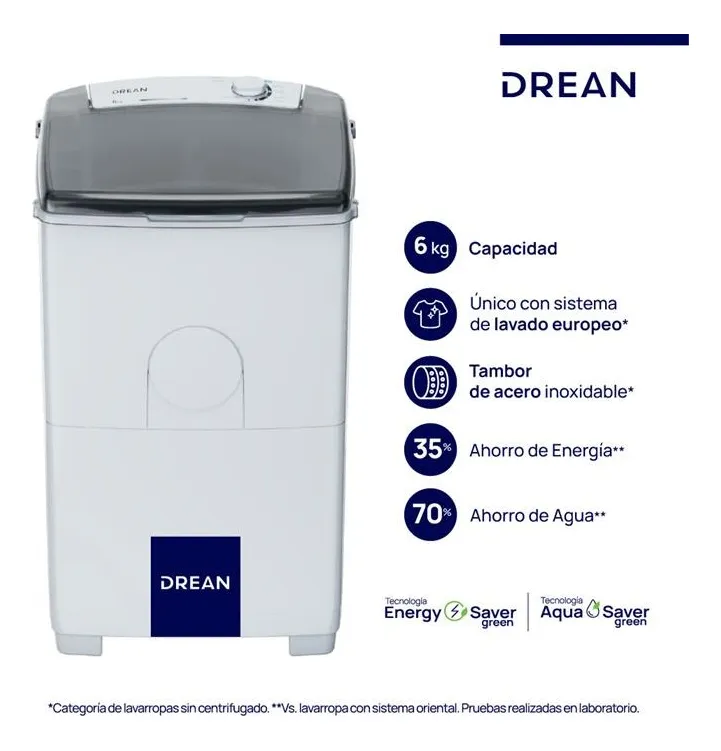 DREAN
DREAN
6 kg
Capacidad
Único con sistema
de lavado europeo*
Tambor
de acero inoxidable*
35%
Ahorro de Energía**
70%
Ahorro de Agua**
DREAN
Tecnología
Energy Saver
green
Tecnología
Aqua Saver
green
*Categoría de lavarropas sin centrifugado. **Vs. lavarropa con sistema oriental. Pruebas realizadas en laboratorio.